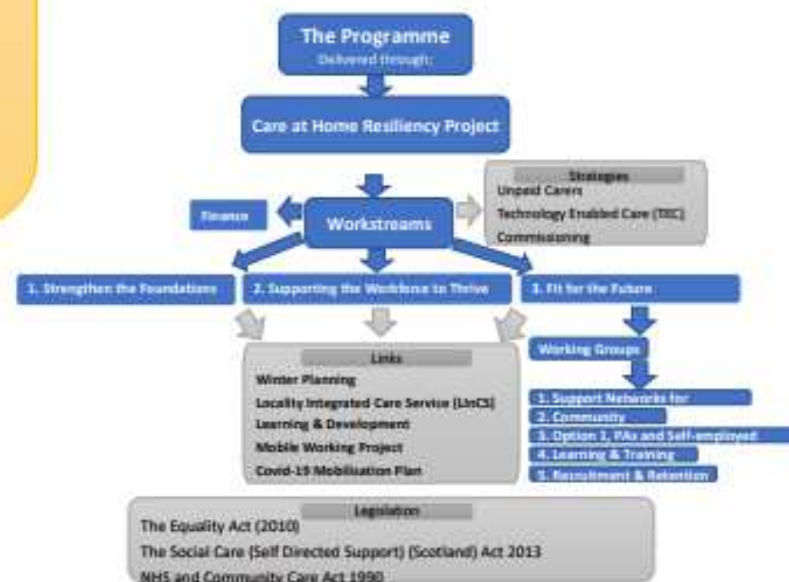 The Programme
Delivered through:
Care at Home Resiliency Project
Strategies
Unpaid Carers
Technology Enabled Care (TEC)
Commissioning
Finance
Workstreams
1. Strengthen the Foundations
2. Supporting the Workforce to Thrive
3. Fit for the Future
Links
Winter Planning
Locality Integrated Care Service (LInCS)
Learning & Development
Mobile Working Project
Covid-19 Mobilisation Plan
Working Groups
1. Support Networks for
2. Community
3. Option 1, PAs and Self-employed
4. Learning & Training
5. Recruitment & Retention
Legislation
The Equality Act (2010)
The Social Care (Self Directed Support) (Scotland) Act 2013
NHS and Community Care Act 1990